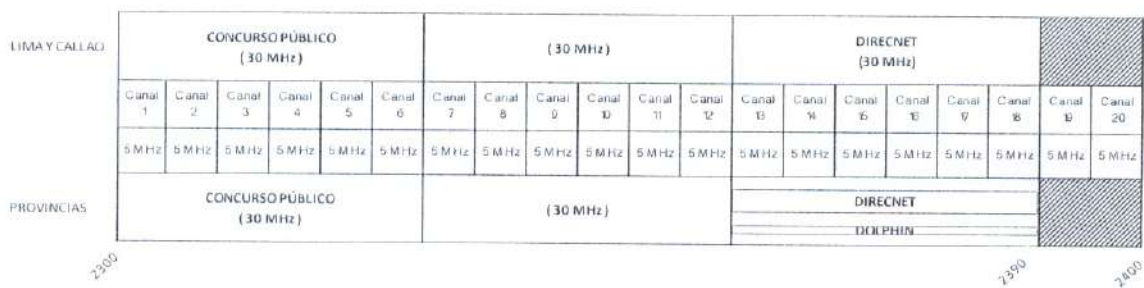 LIMA Y CALLAO
CONCURSO PÚBLICO
(30 MHz)
(30 MHz)
DIRECNET
(30 MHz)
Canal 1 Canal 2 Canal 3 Canal 4 Canal 5 Canal 6 Canal 7 Canal 8 Canal 9 Canal 10 Canal 11 Canal 12 Canal 13 Canal 14 Canal 15 Canal 16 Canal 17 Canal 18 Canal 19 Canal 20
5 MHz 5 MHz 5 MHz 5 MHz 5 MHz 5 MHz 5 MHz 5 MHz 5 MHz 5 MHz 5 MHz 5 MHz 5 MHz 5 MHz 5 MHz 5 MHz 5 MHz 5 MHz 5 MHz 5 MHz
PROVINCIAS
CONCURSO PÚBLICO
(30 MHz)
(30 MHz)
DIRECNET
DOLPHIN
2300
2390
2400